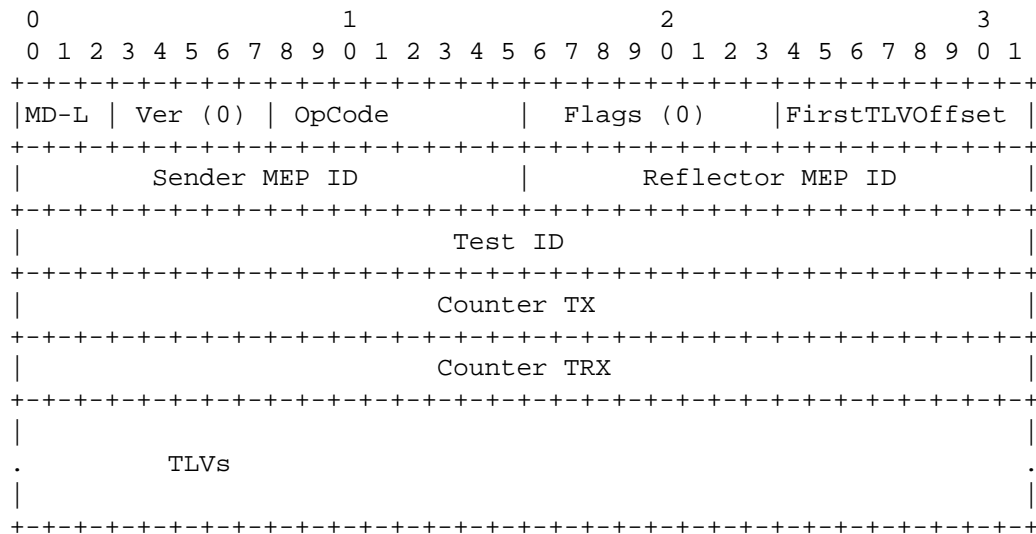 0                   1                   2                   3
 0 1 2 3 4 5 6 7 8 9 0 1 2 3 4 5 6 7 8 9 0 1 2 3 4 5 6 7 8 9 0 1
+-+-+-+-+-+-+-+-+-+-+-+-+-+-+-+-+-+-+-+-+-+-+-+-+-+-+-+-+-+-+-+-+
|MD-L | Ver (0) | OpCode        |  Flags (0)    |FirstTLVOffset |
+-+-+-+-+-+-+-+-+-+-+-+-+-+-+-+-+-+-+-+-+-+-+-+-+-+-+-+-+-+-+-+-+
|        Sender MEP ID          |       Reflector MEP ID        |
+-+-+-+-+-+-+-+-+-+-+-+-+-+-+-+-+-+-+-+-+-+-+-+-+-+-+-+-+-+-+-+-+
|                           Test ID                             |
+-+-+-+-+-+-+-+-+-+-+-+-+-+-+-+-+-+-+-+-+-+-+-+-+-+-+-+-+-+-+-+-+
|                          Counter TX                           |
+-+-+-+-+-+-+-+-+-+-+-+-+-+-+-+-+-+-+-+-+-+-+-+-+-+-+-+-+-+-+-+-+
|                          Counter TRX                          |
+-+-+-+-+-+-+-+-+-+-+-+-+-+-+-+-+-+-+-+-+-+-+-+-+-+-+-+-+-+-+-+-+
|                                                               |
.         TLVs                                                  .
|                                                               |
+-+-+-+-+-+-+-+-+-+-+-+-+-+-+-+-+-+-+-+-+-+-+-+-+-+-+-+-+-+-+-+-+